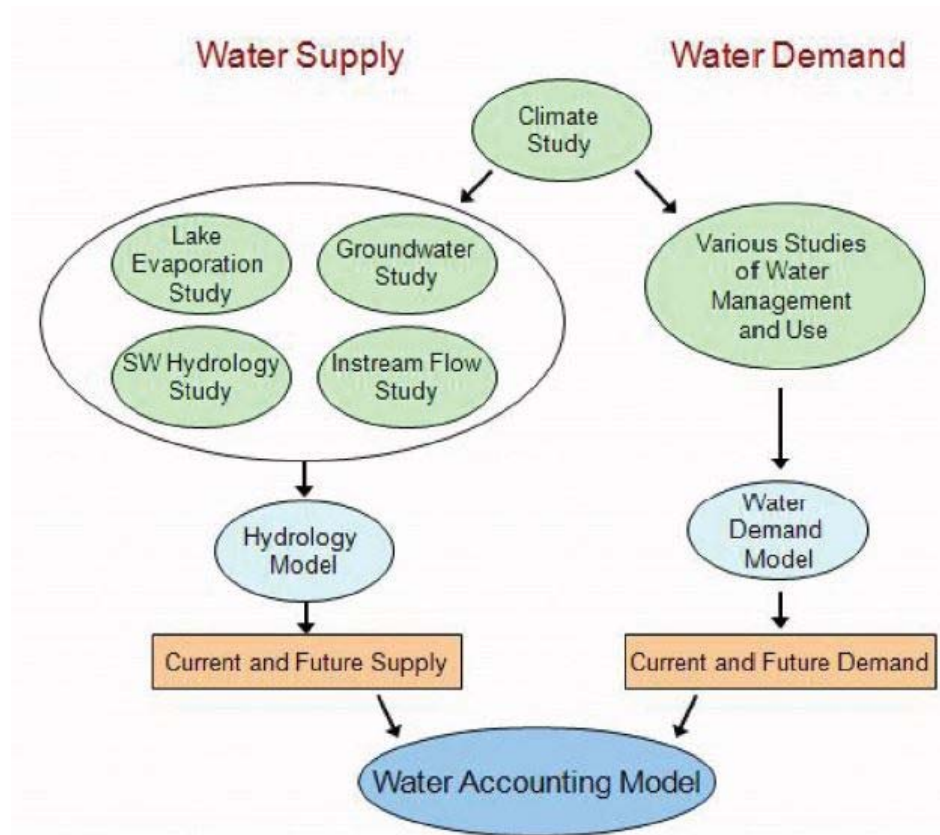 Water Supply
Water Demand
Climate
Study
Lake
Evaporation
Study
Groundwater
Study
SW Hydrology
Study
Instream Flow
Study
Various Studies
of Water
Management
and Use
Hydrology
Model
Water
Demand
Model
Current and Future Supply
Current and Future Demand
Water Accounting Model